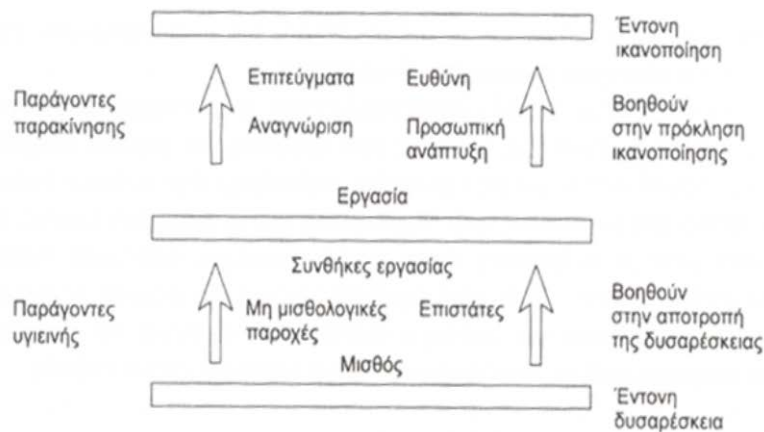 Έντονη
ικανοποίηση
Παράγοντες
παρακίνησης
Επιτεύγματα
Ευθύνη
Αναγνώριση
Προσωπική
ανάπτυξη
Βοηθούν
στην πρόκληση
ικανοποίησης
Εργασία
Συνθήκες εργασίας
Παράγοντες
υγιεινής
Μη μισθολογικές
παροχές
Επιστάτες
Βοηθούν
στην αποτροπή
της δυσαρέσκειας
Μισθός
Έντονη
δυσαρέσκεια